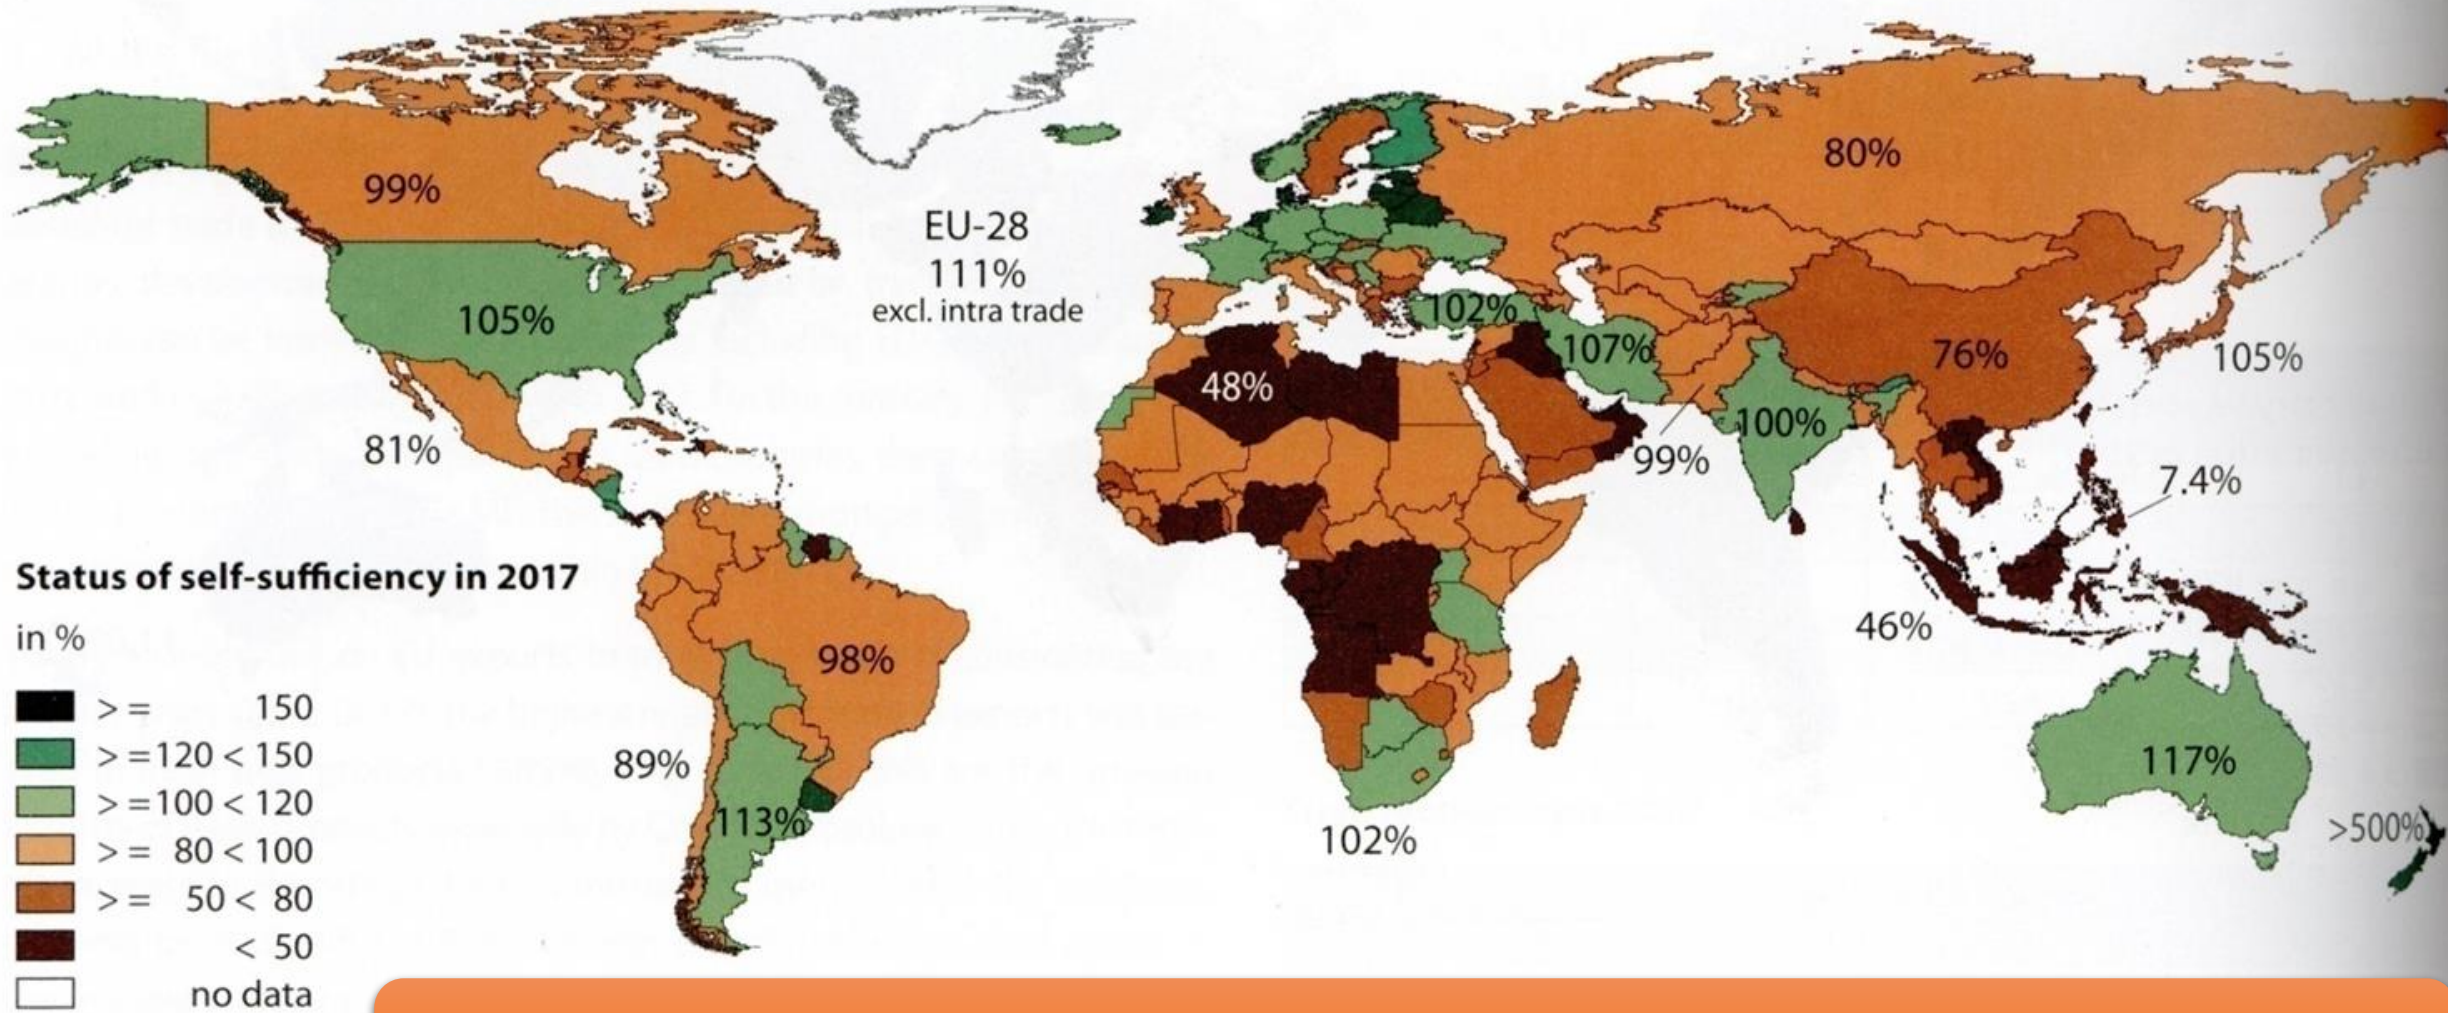 80%
99%
EU-28
111%
excl. intra trade
105%
102%
107%
76%
105%
48%
100%
81%
99%
7.4%
Status of self-sufficiency in 2017
in %
46%
98%
>= 150
>=120 < 150
>=100 < 120
>= 80 < 100
>= 50 < 80
< 50
no data
89%
113%
117%
>500%
102%